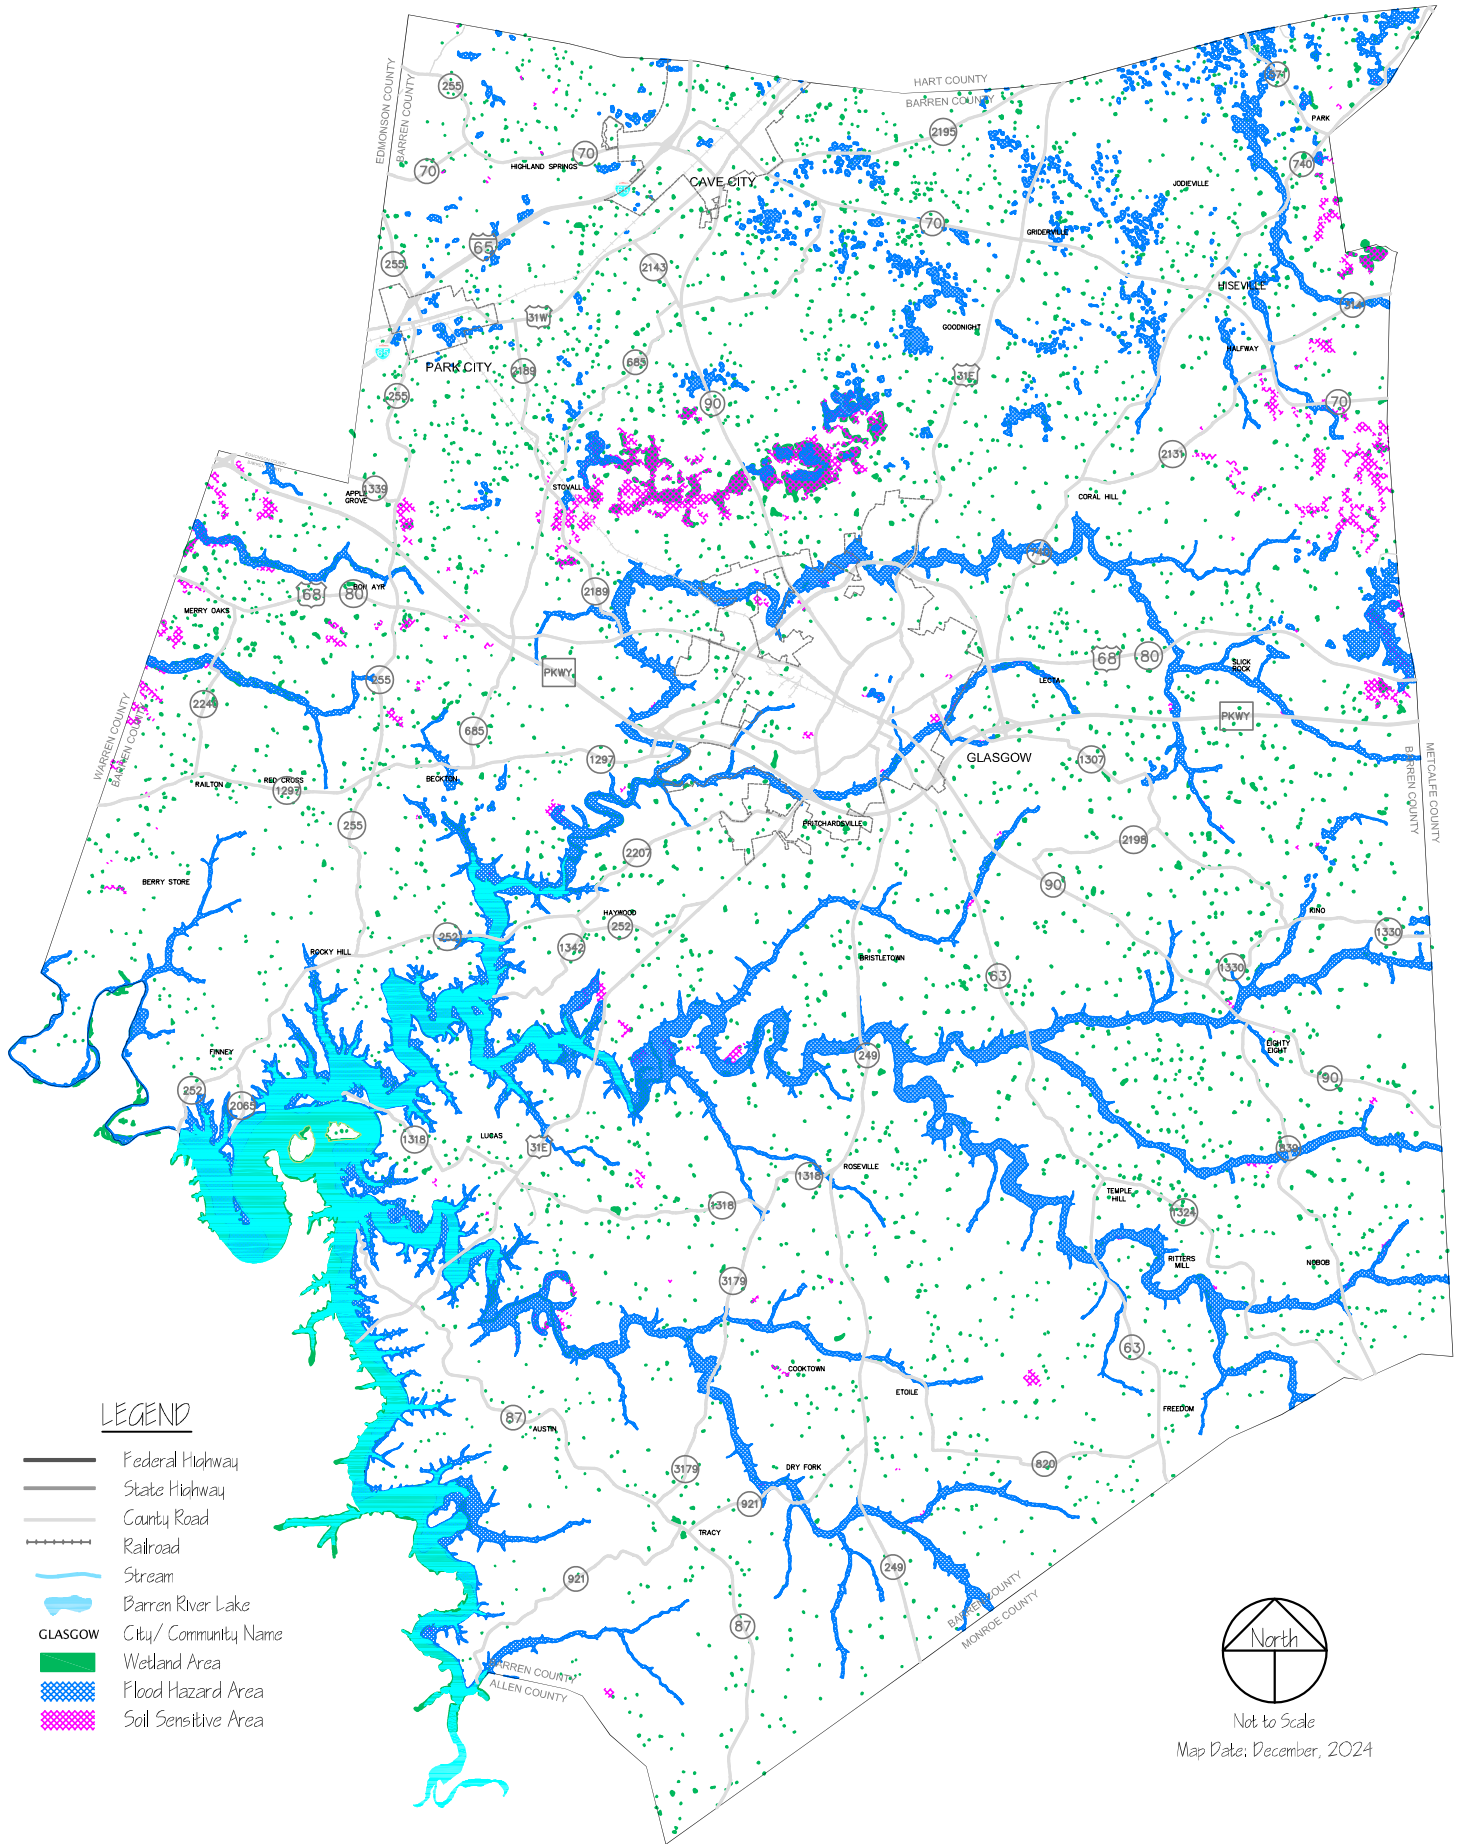 HART COUNTY
BARREN COUNTY
EDMONSON COUNTY
BARREN COUNTY
255
70
70
HIGHLAND SPRINGS
CAVE CITY
2195
PARK
740
JODIEVILLE
70
GRIDERVILLE
65
255
2143
HISEVILLE
31W
GOODNIGHT
HALFWAY
PARK CITY
2189
685
31E
255
90
70
2131
STOVALL
CORAL HILL
APPLE
GROVE
1339
2189
68
80
BON AYR
MERRY OAKS
PKWY
68
80
SLICK
ROCK
LECTA
255
PKWY
WARREN COUNTY
BARREN COUNTY
685
1297
GLASGOW
1307
METCALFE COUNTY
BARREN COUNTY
BECKTON
RED CROSS
RAILTON
1297
255
PRITCHARDSVILLE
2207
2198
BERRY STORE
90
HAYWOOD
252
KINO
1330
252
1342
ROCKY HILL
BRISTLETOWN
63
1330
FINNEY
249
EIGHTY
EIGHT
90
252
2065
1318
LUCAS
31E
839
ROSEVILLE
1318
1318
TEMPLE
HILL
1324
RITTERS
MILL
NOBOB
3179
63
COOKTOWN
ETOILE
FREEDOM
87
AUSTIN
820
3179
DRY FORK
921
TRACY
921
249
87
BARREN COUNTY
MONROE COUNTY
BARREN COUNTY
ALLEN COUNTY
LEGEND
Federal Highway
State Highway
County Road
Railroad
Stream
Barren River Lake
GLASGOW City/ Community Name
Wetland Area
Flood Hazard Area
Soil Sensitive Area
North
Not to Scale
Map Date: December, 2024